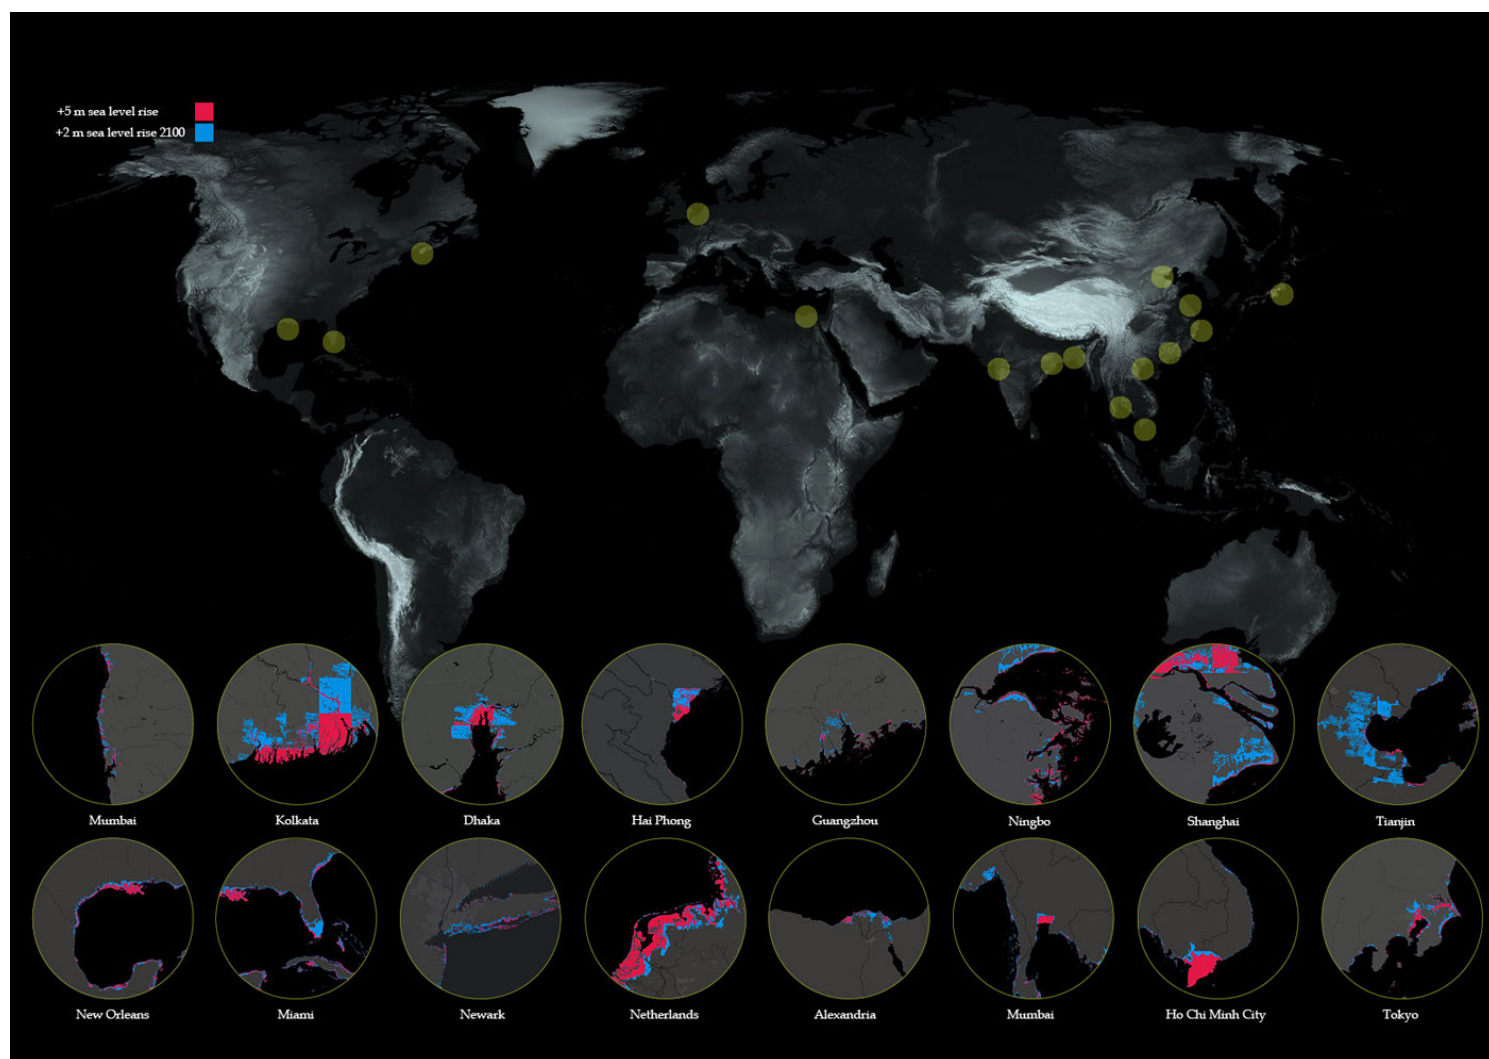 +5 m sea level rise
+2 m sea level rise 2100
Mumbai
Kolkata
Dhaka
Hai Phong
Guangzhou
Ningbo
Shanghai
Tianjin
New Orleans
Miami
Newark
Netherlands
Alexandria
Mumbai
Ho Chi Minh City
Tokyo